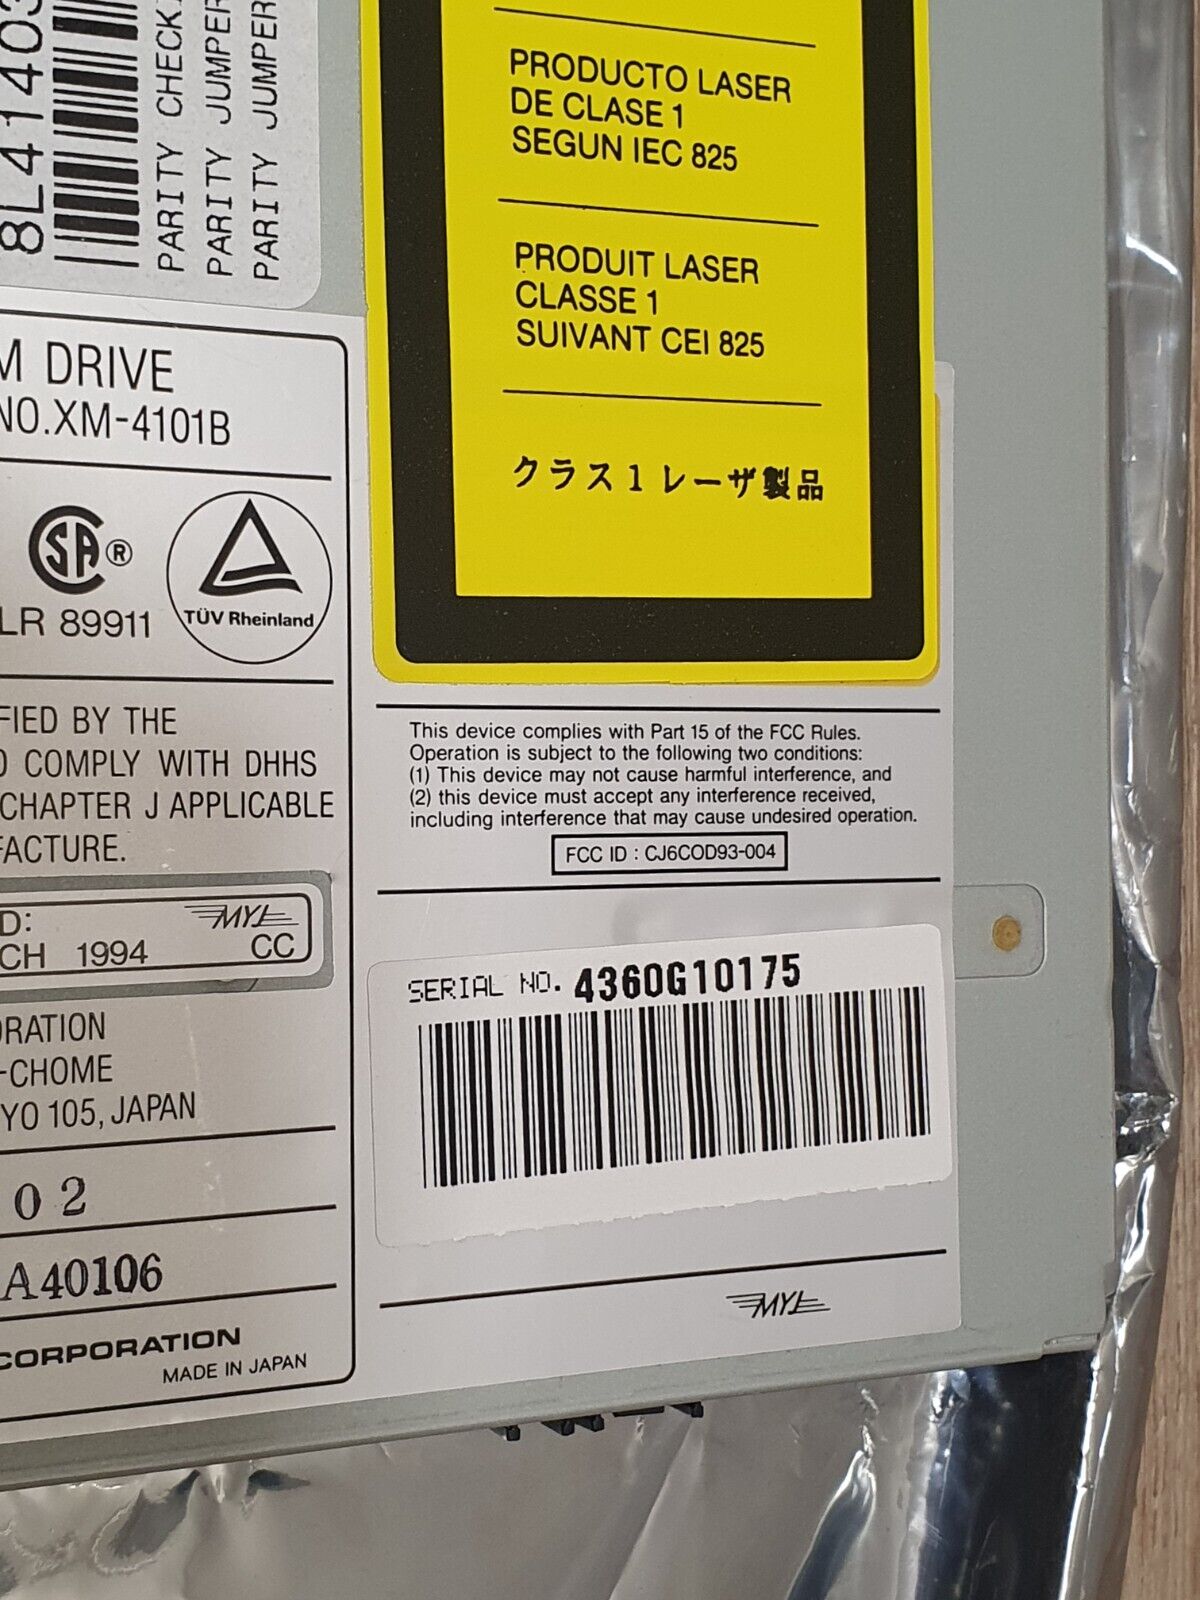 8L41403
PARITY CHECK
PARITY JUMPER
PARITY JUMPER
PRODUCTO LASER
DE CLASE 1
SEGUN IEC 825
PRODUIT LASER
CLASSE 1
SUIVANT CEI 825
クラス1レーザ製品
M DRIVE
NO.XM-4101B
SA ®
LR 89911
TÜV Rheinland
FIED BY THE
O COMPLY WITH DHHS
CHAPTER J APPLICABLE
FACTURE.
D:
CH 1994
CC
RATION
-CHOME
YO 105, JAPAN
02
A40106
CORPORATION
MADE IN JAPAN
This device complies with Part 15 of the FCC Rules.
Operation is subject to the following two conditions:
(1) This device may not cause harmful interference, and
(2) this device must accept any interference received,
including interference that may cause undesired operation.
FCC ID : CJ6COD93-004
SERIAL NO. 4360G10175